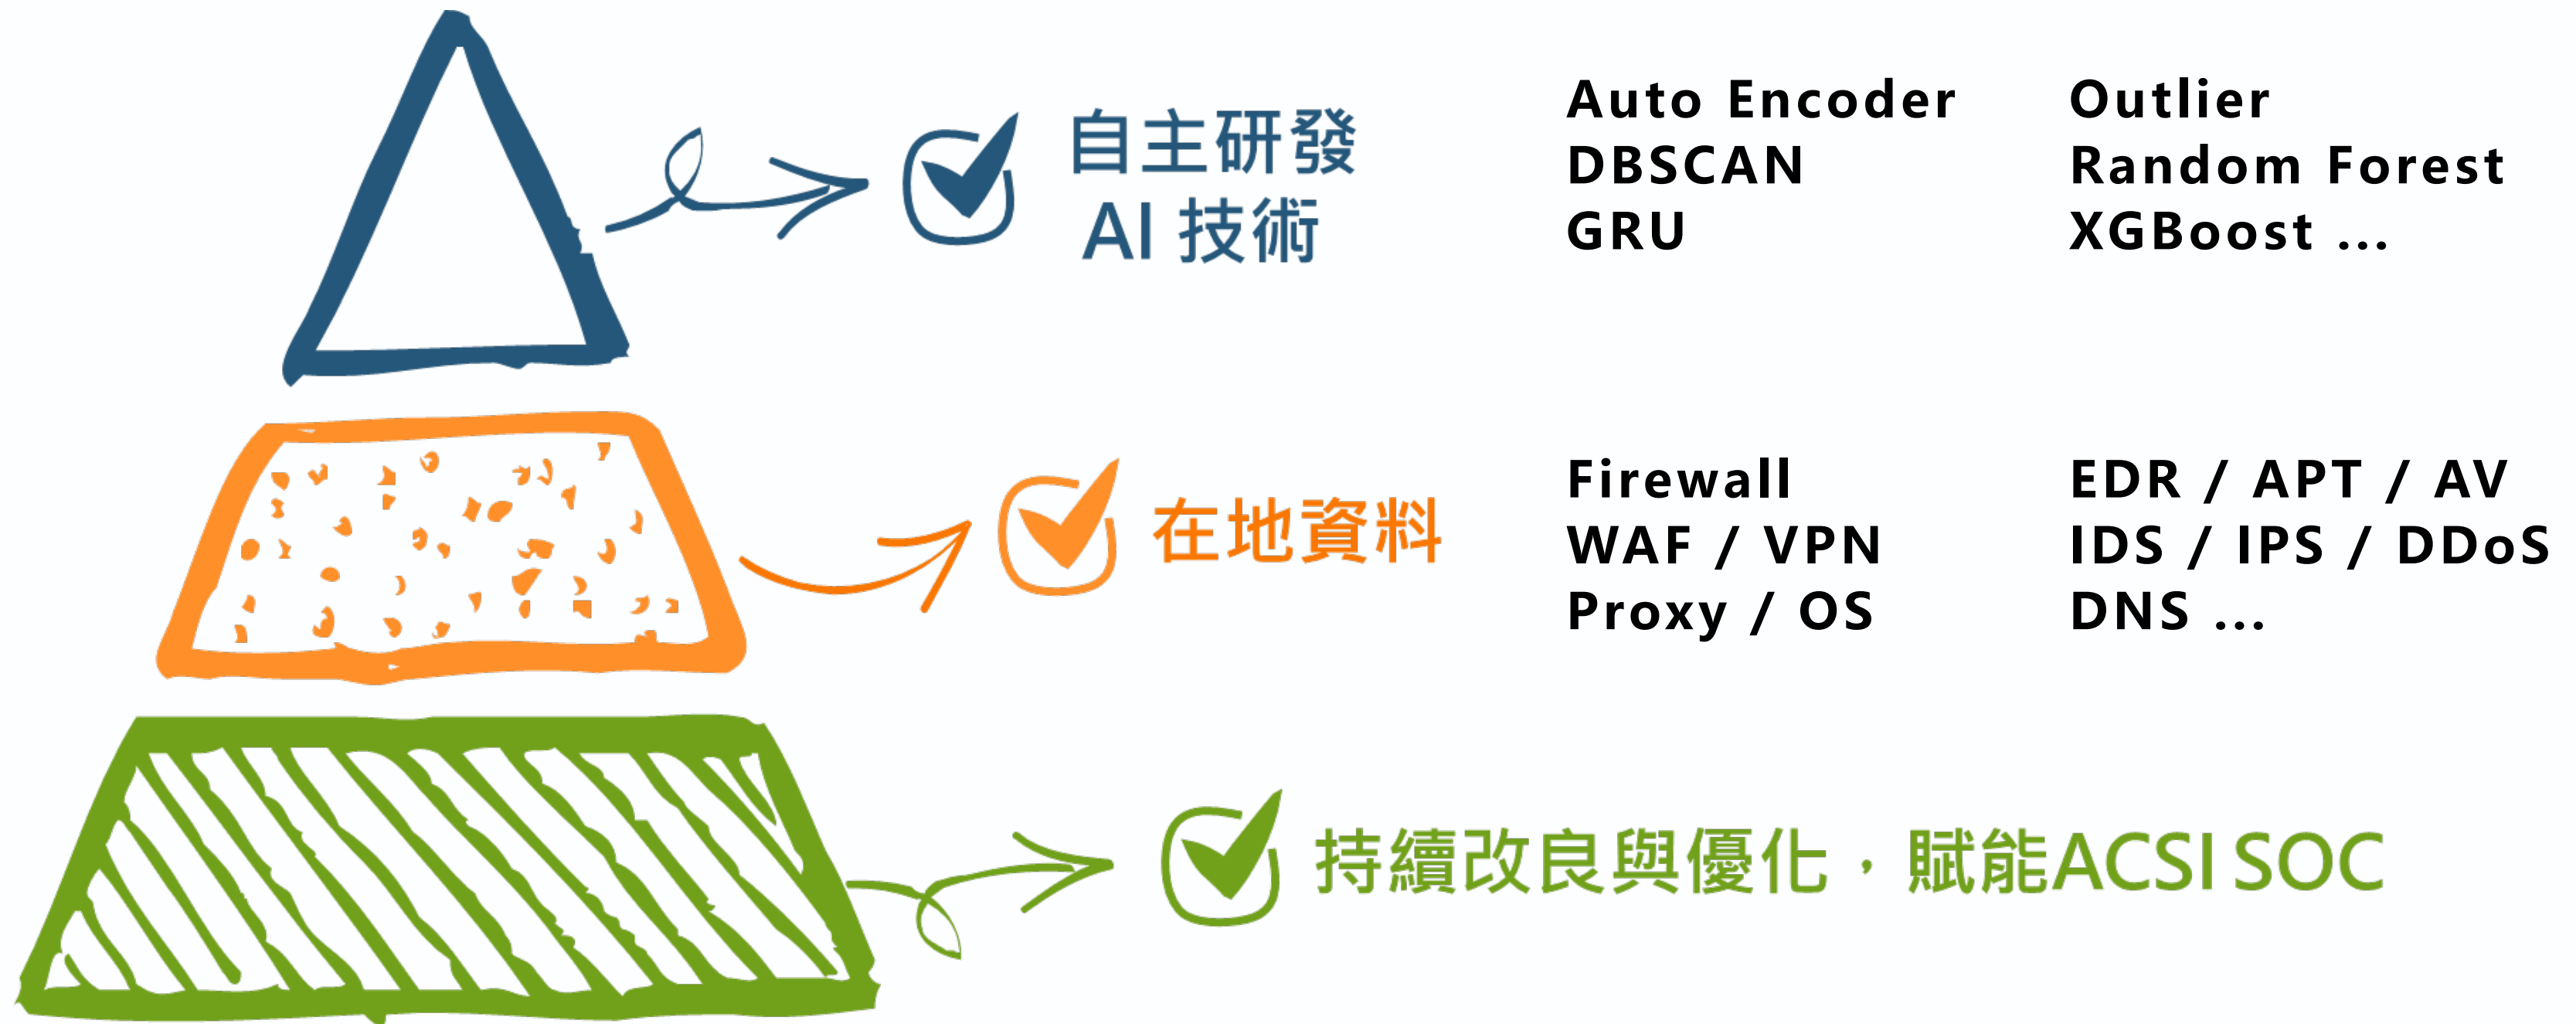 自主研發
AI 技術
Auto Encoder
DBSCAN
GRU
Outlier
Random Forest
XGBoost ...
在地資料
Firewall
WAF / VPN
Proxy / OS
EDR / APT / AV
IDS / IPS / DDoS
DNS ...
持續改良與優化，賦能ACSI SOC